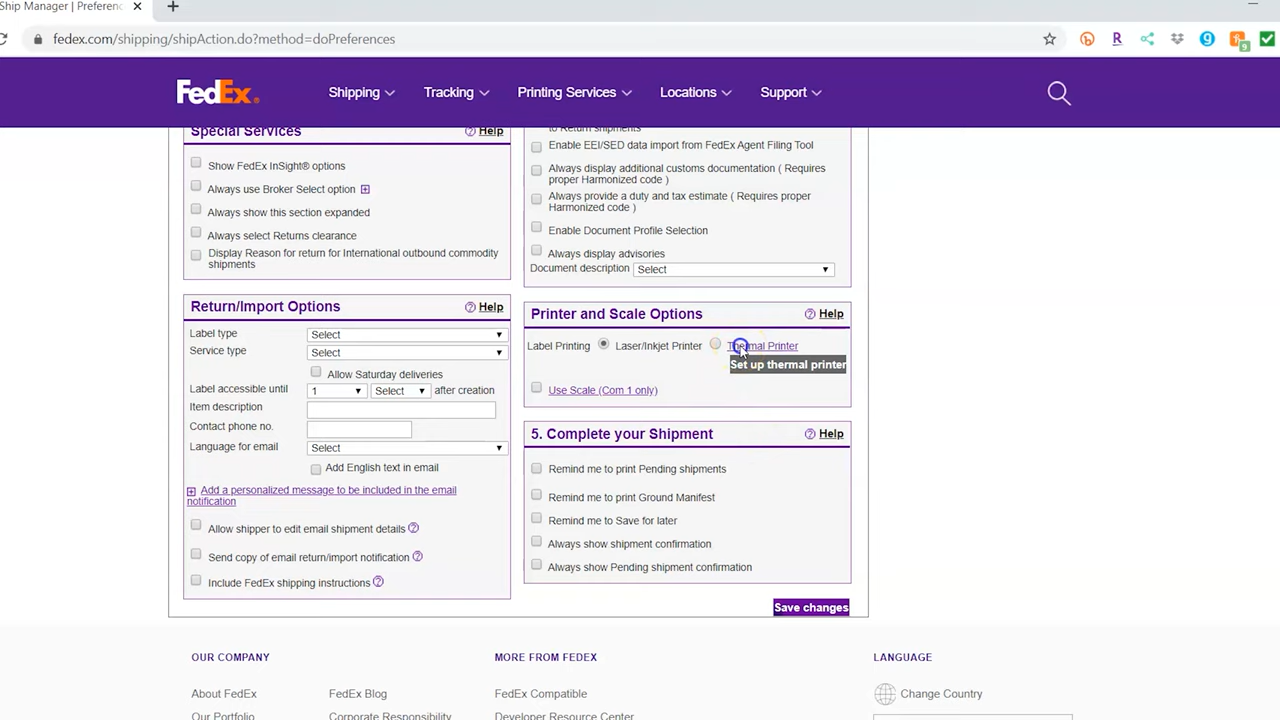 Ship Manager | Preferenc
fedex.com/shipping/shipAction.do?method=doPreferences
FedEx®
Shipping
Tracking
Printing Services
Locations
Support
Special Services
Help
Show FedEx InSight® options
Always use Broker Select option
Always show this section expanded
Always select Returns clearance
Display Reason for return for International outbound commodity
shipments
to Return shipments
Enable EEI/SED data import from FedEx Agent Filing Tool
Always display additional customs documentation ( Requires
proper Harmonized code )
Always provide a duty and tax estimate ( Requires proper
Harmonized code )
Enable Document Profile Selection
Always display advisories
Document description Select
Return/Import Options
Help
Label type Select
Service type Select
Allow Saturday deliveries
Label accessible until 1 Select after creation
Item description
Contact phone no.
Language for email Select
Add English text in email
Add a personalized message to be included in the email
notification
Allow shipper to edit email shipment details
Send copy of email return/import notification
Include FedEx shipping instructions
Printer and Scale Options
Help
Label Printing Laser/Inkjet Printer Thermal Printer
Set up thermal printer
Use Scale (Com 1 only)
5. Complete your Shipment
Help
Remind me to print Pending shipments
Remind me to print Ground Manifest
Remind me to Save for later
Always show shipment confirmation
Always show Pending shipment confirmation
Save changes
OUR COMPANY
About FedEx
Our Portfolio
FedEx Blog
Corporate Responsibility
MORE FROM FEDEX
FedEx Compatible
Developer Resource Center
LANGUAGE
Change Country